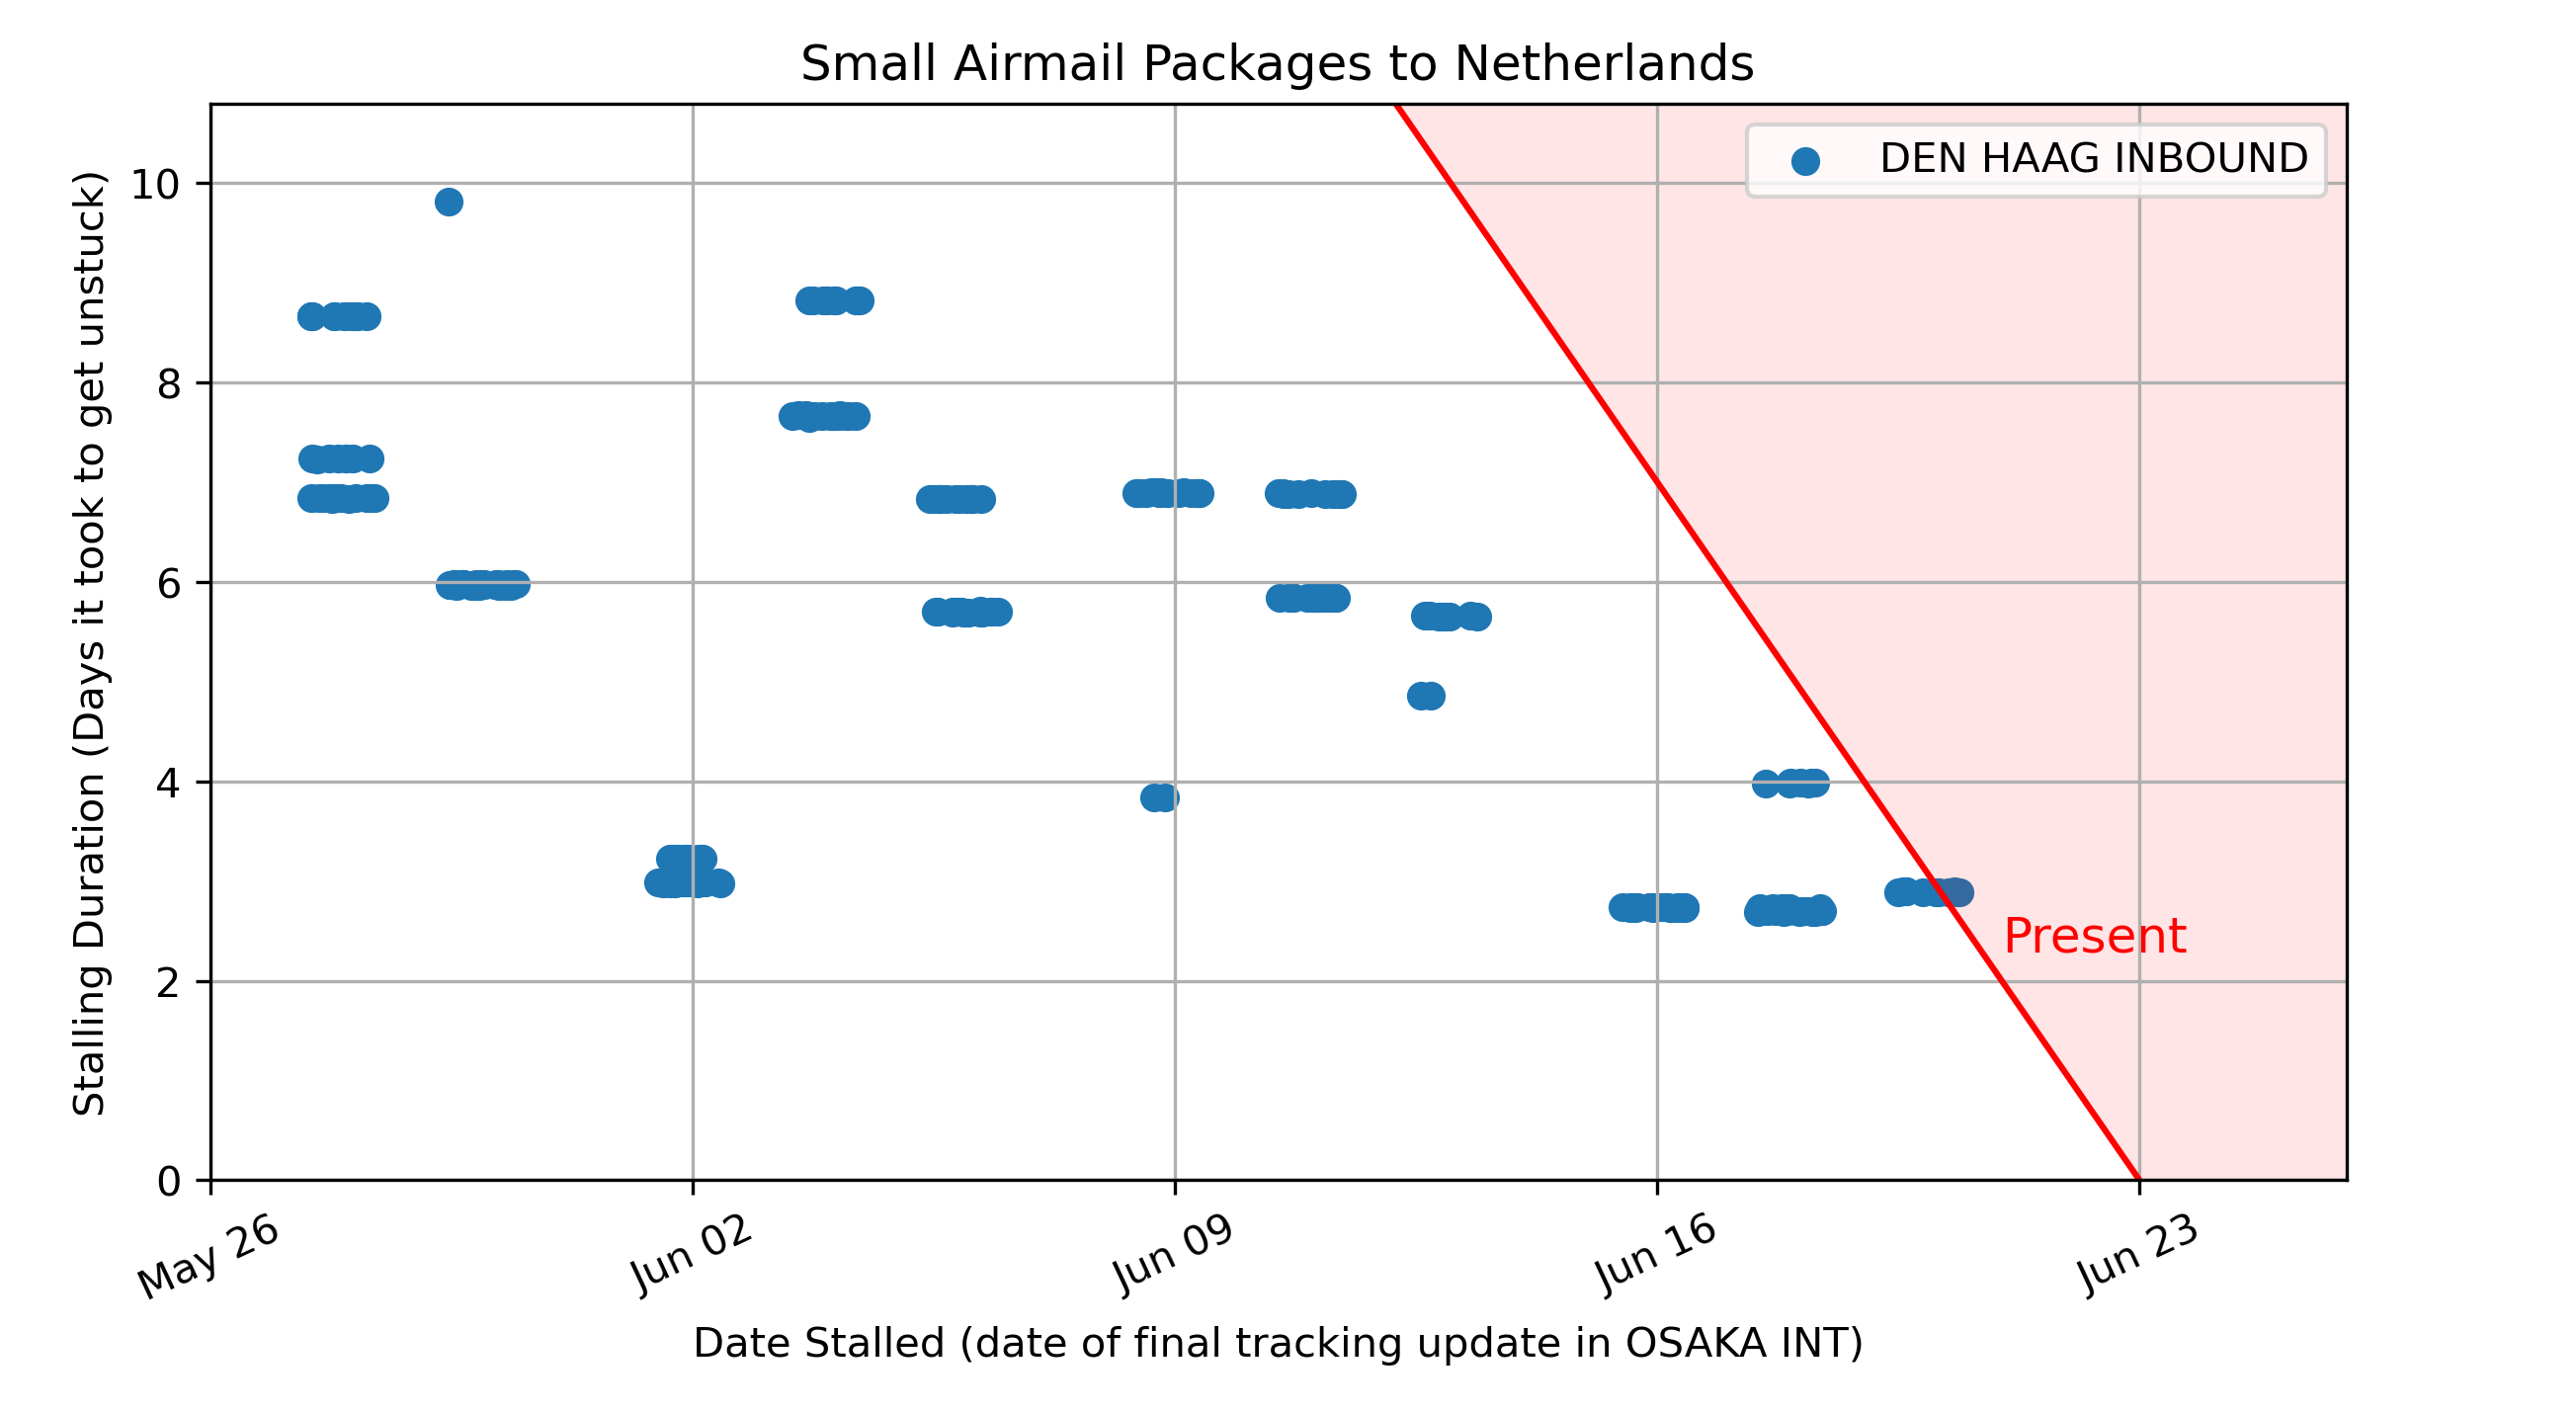 Small Airmail Packages to Netherlands
DEN HAAG INBOUND
Stalling Duration (Days it took to get unstuck)
10
8
6
4
2
0
Present
May 26
Jun 02
Jun 09
Jun 16
Jun 23
Date Stalled (date of final tracking update in OSAKA INT)